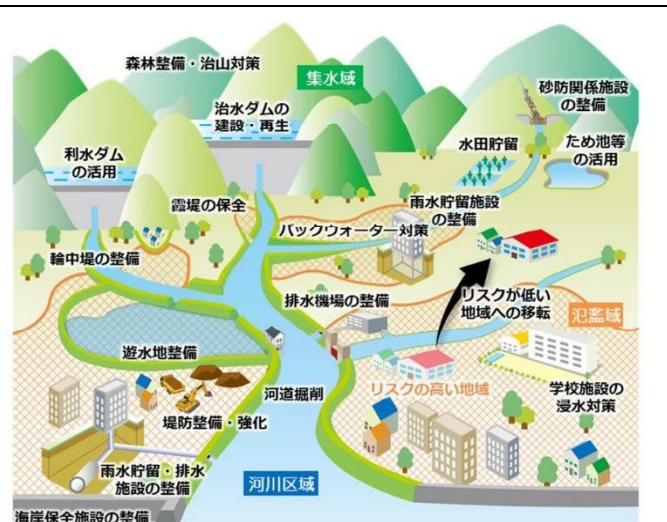 森林整備・治山対策
集水域
砂防関係施設
の整備
治水ダムの
建設・再生
水田貯留
ため池等
の活用
利水ダム
の活用
霞堤の保全
雨水貯留施設
の整備
バックウォーター対策
輪中堤の整備
排水機場の整備
リスクが低い
地域への移転
氾濫域
遊水地整備
リスクの高い地域
学校施設の
浸水対策
河道掘削
堤防整備・強化
雨水貯留・排水
施設の整備
河川区域
海岸保全施設の整備